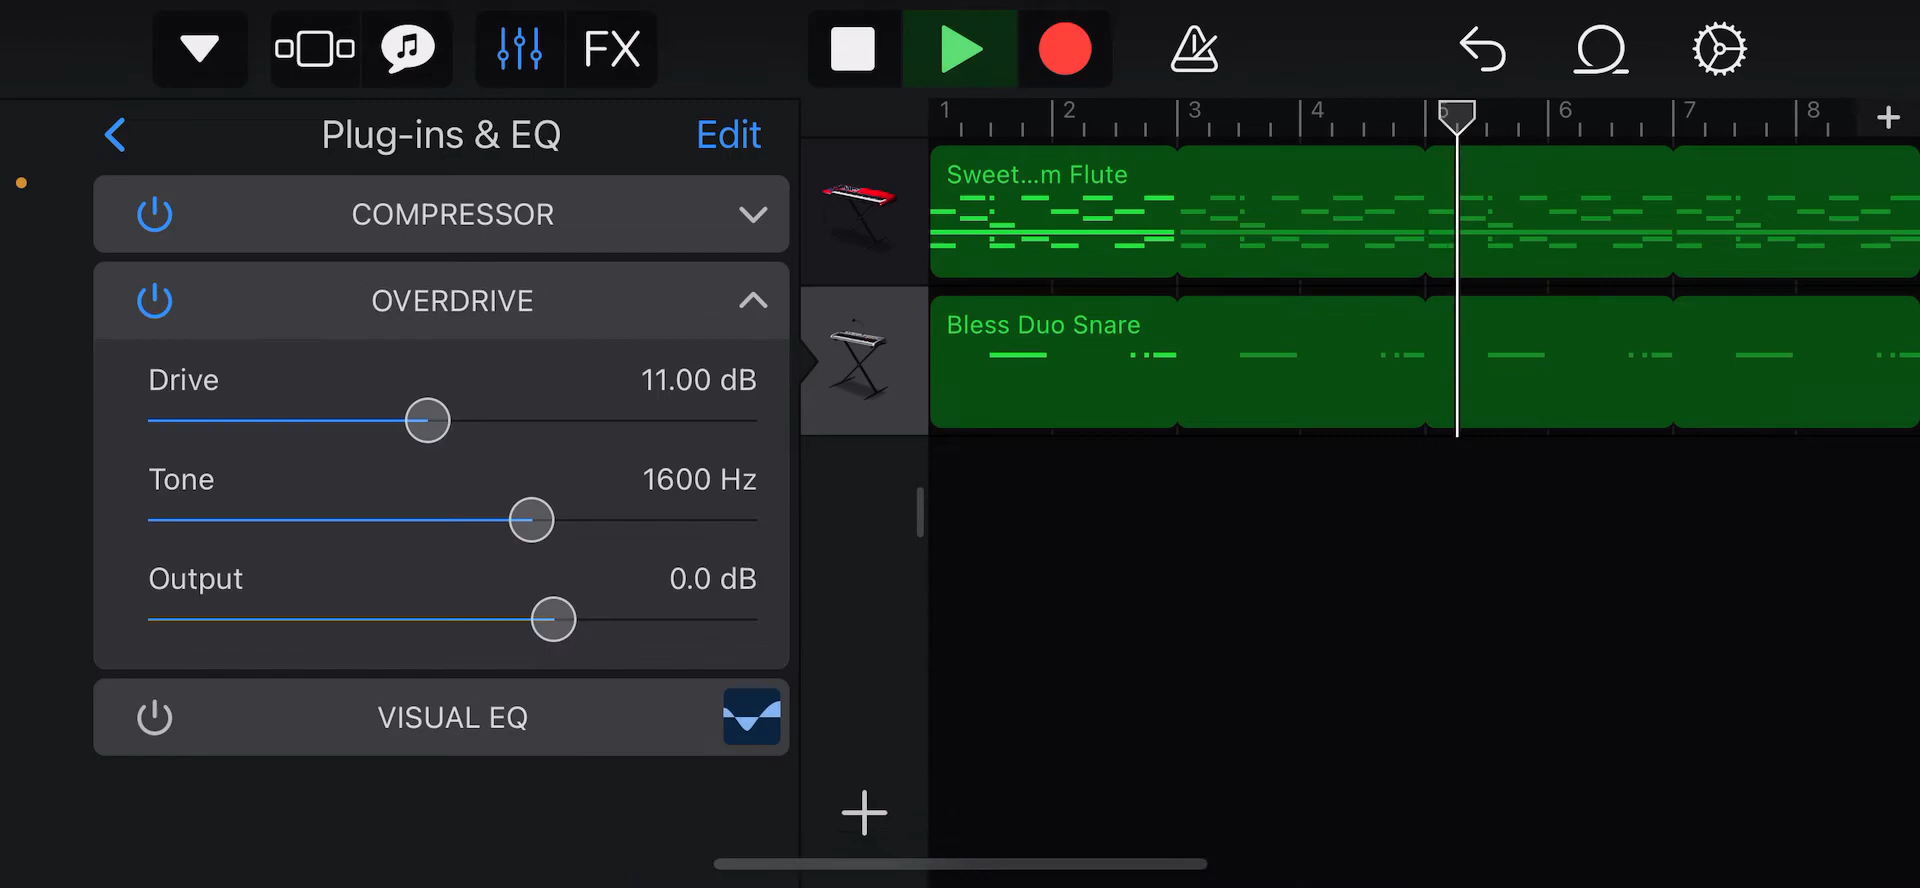 FX
Plug-ins & EQ
Edit
1
2
3
4
5
6
7
8
COMPRESSOR
Sweet...m Flute
OVERDRIVE
Bless Duo Snare
Drive
11.00 dB
Tone
1600 Hz
Output
0.0 dB
VISUAL EQ